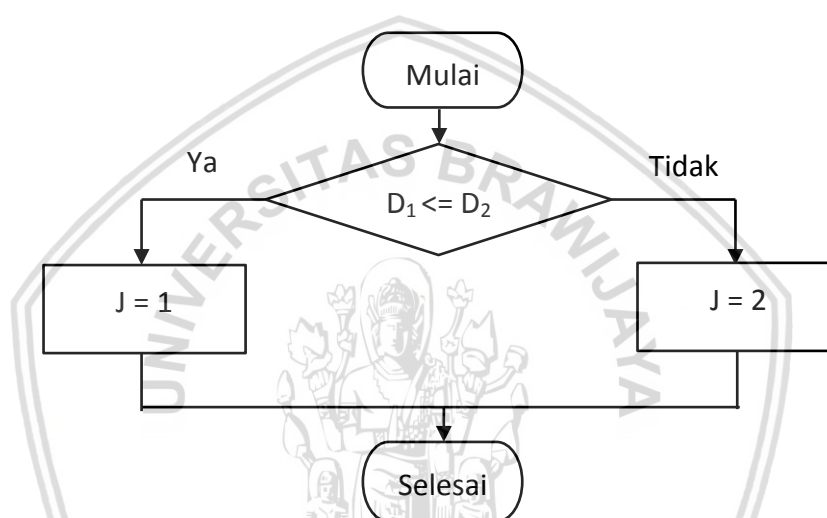 Mulai
Ya
Tidak
D₁ <= D₂
J = 1
J = 2
Selesai
UNIVERSITAS BRAWIJAYA